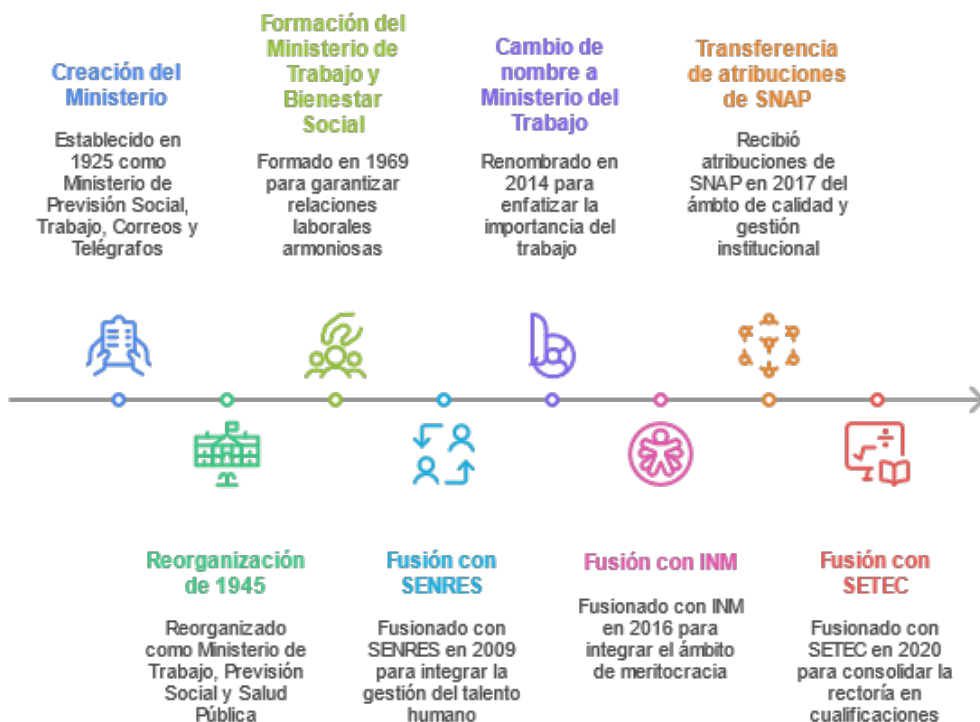 Creación del
Ministerio
Establecido en
1925 como
Ministerio de
Previsión Social,
Trabajo, Correos y
Telégrafos
Formación del
Ministerio de
Trabajo y
Bienestar
Social
Formado en 1969
para garantizar
relaciones
laborales
armoniosas
Cambio de
nombre a
Ministerio del
Trabajo
Renombrado en
2014 para
enfatizar la
importancia del
trabajo
Transferencia
de atribuciones
de SNAP
Recibió
atribuciones de
SNAP en 2017 del
ámbito de calidad y
gestión
institucional
Reorganización
de 1945
Reorganizado
como Ministerio de
Trabajo, Previsión
Social y Salud
Pública
Fusión con
SENRES
Fusionado con
SENRES en 2009
para integrar la
gestión del talento
humano
Fusión con INM
Fusionado con INM
en 2016 para
integrar el ámbito
de meritocracia
Fusión con
SETEC
Fusionado con
SETEC en 2020
para consolidar la
rectoría en
cualificaciones